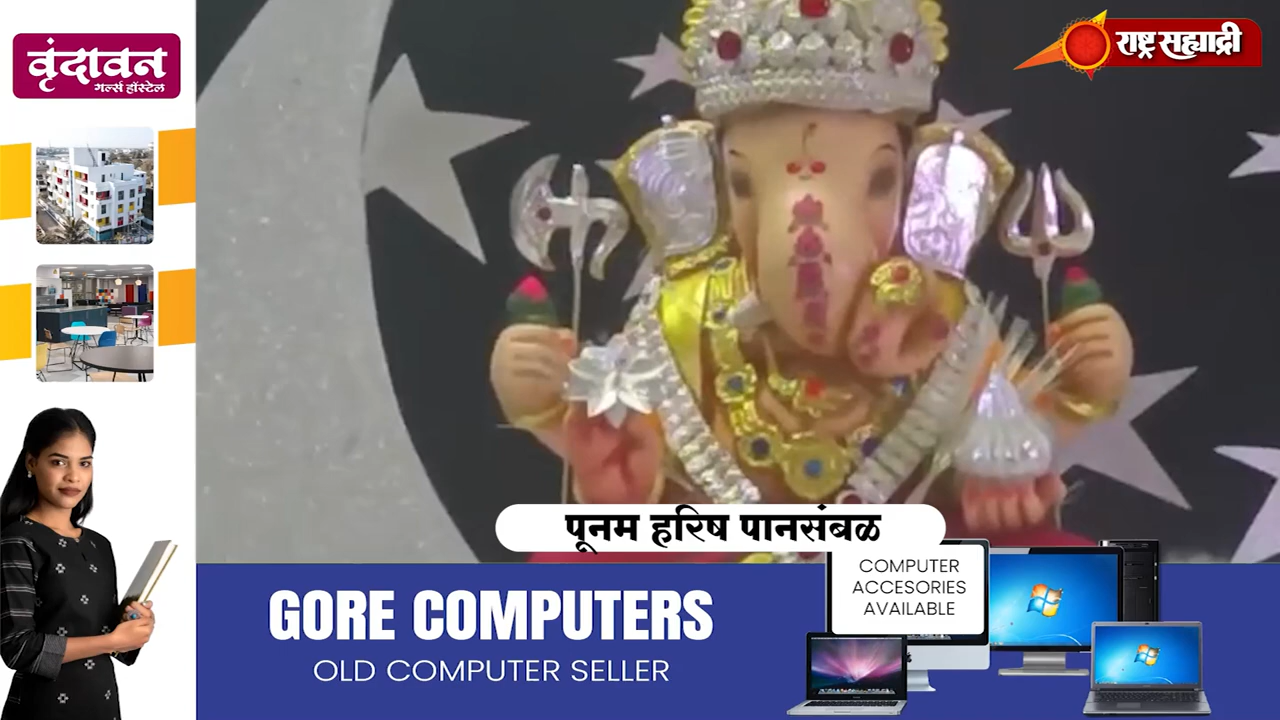 वृंदावन
गर्ल्स हॉस्टेल
राष्ट्र सह्याद्री
पूनम हरिष पानसंबळ
GORE COMPUTERS
OLD COMPUTER SELLER
COMPUTER
ACCESORIES
AVAILABLE